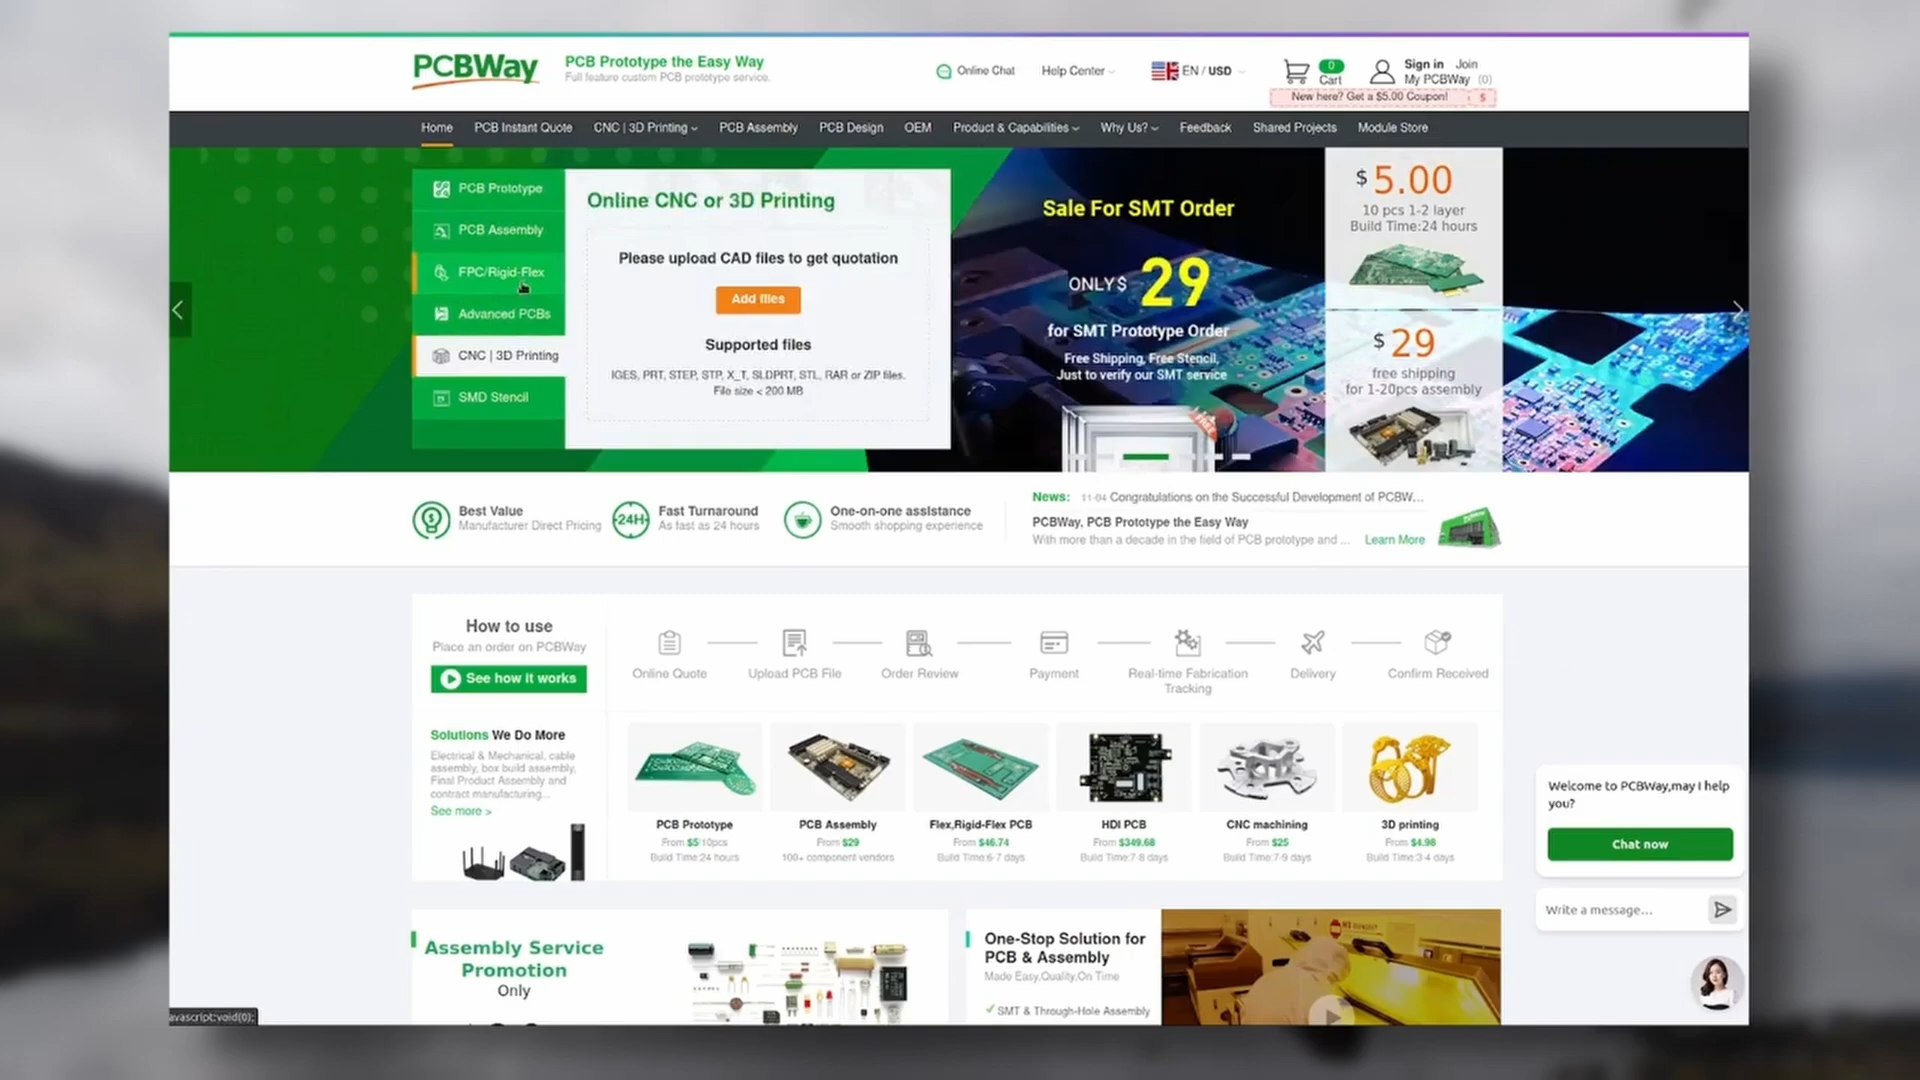 PCBWay
PCB Prototype the Easy Way
Full feature custom PCB prototype service.
Online Chat
Help Center
EN / USD
0
Cart
Sign in Join
My PCBWay (0)
New here? Get a $5.00 Coupon! $
Home PCB Instant Quote CNC | 3D Printing PCB Assembly PCB Design OEM Product & Capabilities Why Us? Feedback Shared Projects Module Store
PCB Prototype
PCB Assembly
FPC/Rigid-Flex
Advanced PCBs
CNC | 3D Printing
SMD Stencil
Online CNC or 3D Printing
Please upload CAD files to get quotation
Add files
Supported files
IGES, PRT, STEP, STP, X_T, SLDPRT, STL, RAR or ZIP files.
File size < 200 MB
Sale For SMT Order
ONLY$ 29
for SMT Prototype Order
Free Shipping, Free Stencil,
Just to verify our SMT service
FREE
$ 5.00
10 pcs 1-2 layer
Build Time:24 hours
$ 29
free shipping
for 1-20pcs assembly
Best Value
Manufacturer Direct Pricing
24H
Fast Turnaround
As fast as 24 hours
One-on-one assistance
Smooth shopping experience
News: 11-04 Congratulations on the Successful Development of PCBW...
PCBWay, PCB Prototype the Easy Way
With more than a decade in the field of PCB prototype and ... Learn More
How to use
Place an order on PCBWay
See how it works
Online Quote
Upload PCB File
Order Review
Payment
Real-time Fabrication
Tracking
Delivery
Confirm Received
Solutions We Do More
Electrical & Mechanical, cable
assembly, box build assembly,
Final Product Assembly and
contract manufacturing...
See more >
PCB Prototype
From $5/10pcs
Build Time:24 hours
PCB Assembly
From $29
100+ component vendors
Flex,Rigid-Flex PCB
From $46.74
Build Time:6-7 days
HDI PCB
From $349.68
Build Time:7-8 days
CNC machining
From $25
Build Time:7-9 days
3D printing
From $4.98
Build Time:3-4 days
Welcome to PCBWay,may I help
you?
Chat now
Write a message...
Assembly Service
Promotion
Only
One-Stop Solution for
PCB & Assembly
Made Easy.Quality.On Time
SMT & Through-Hole Assembly
avascript:void(0);